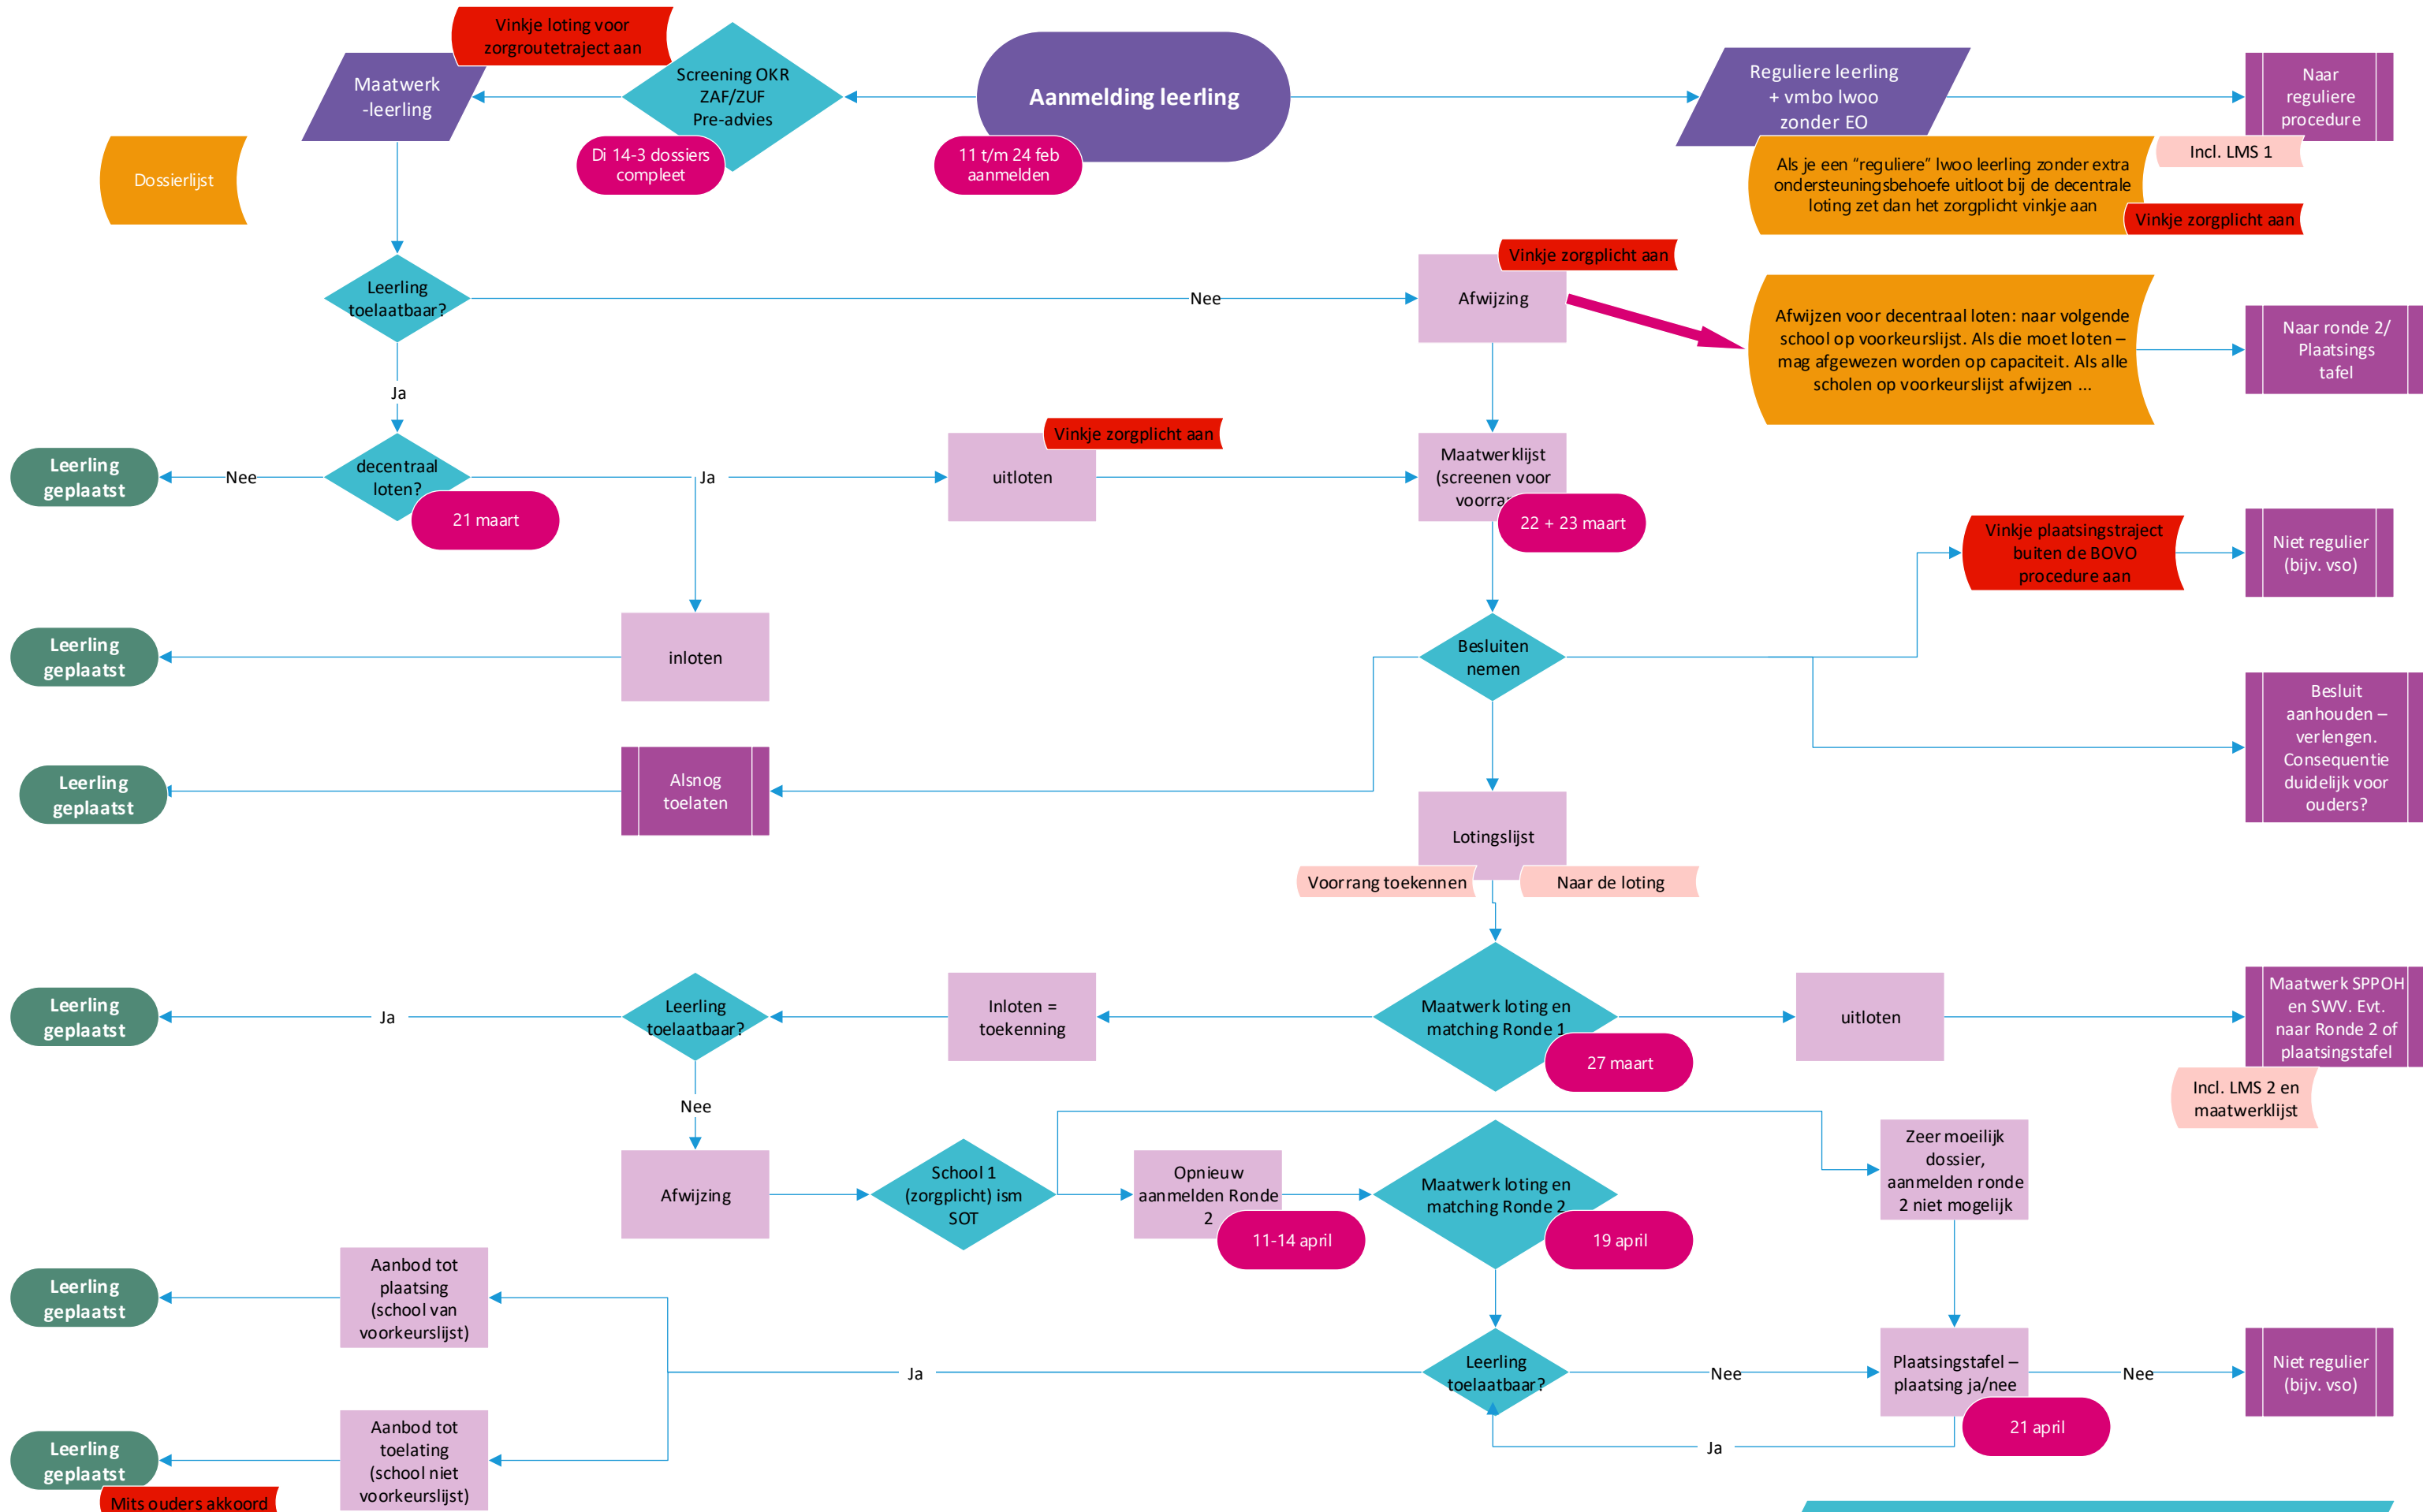 Vinkje loting voor
zorgroutetraject aan
Maatwerk
-leerling
Screening OKR
ZAF/ZUF
Pre-advies
Di 14-3 dossiers
compleet
Aanmelding leerling
11 t/m 24 feb
aanmelden
Reguliere leerling
+ vmbo lwoo
zonder EO
Naar
reguliere
procedure
Incl. LMS 1
Als je een “reguliere” lwoo leerling zonder extra
ondersteuningsbehoefe uitloot bij de decentrale
loting zet dan het zorgplicht vinkje aan
Vinkje zorgplicht aan
Dossierlijst
Leerling
toelaatbaar?
Nee
Vinkje zorgplicht aan
Afwijzing
Afwijzen voor decentraal loten: naar volgende
school op voorkeurslijst. Als die moet loten –
mag afgewezen worden op capaciteit. Als alle
scholen op voorkeurslijst afwijzen ...
Naar ronde 2/
Plaatsings
tafel
Ja
Leerling
geplaatst
Nee
decentraal
loten?
21 maart
Ja
uitloten
Vinkje zorgplicht aan
Maatwerklijst
(screenen voor
22 + 23 maart
Vinkje plaatsingstraject
buiten de BOVO
procedure aan
Niet regulier
(bijv. vso)
Leerling
geplaatst
inloten
Besluiten
nemen
Besluit
aanhouden –
verlengen.
Consequentie
duidelijk voor
ouders?
Leerling
geplaatst
Alsnog
toelaten
Lotingslijst
Voorrang toekennen
Naar de loting
Leerling
geplaatst
Ja
Leerling
toelaatbaar?
Inloten =
toekenning
Maatwerk loting en
matching Ronde 1
27 maart
uitloten
Maatwerk SPPOH
en SWV. Evt.
naar Ronde 2 of
plaatsingstafel
Incl. LMS 2 en
maatwerklijst
Nee
Afwijzing
School 1
(zorgplicht) ism
SOT
Opnieuw
aanmelden Ronde
2
11-14 april
Maatwerk loting en
matching Ronde 2
19 april
Zeer moeilijk
dossier,
aanmelden ronde
2 niet mogelijk
Leerling
geplaatst
Aanbod tot
plaatsing
(school van
voorkeurslijst)
Ja
Leerling
toelaatbaar?
Nee
Plaatsingstafel –
plaatsing ja/nee
21 april
Nee
Niet regulier
(bijv. vso)
Ja
Leerling
geplaatst
Mits ouders akkoord
Aanbod tot
toelating
(school niet
voorkeurslijst)